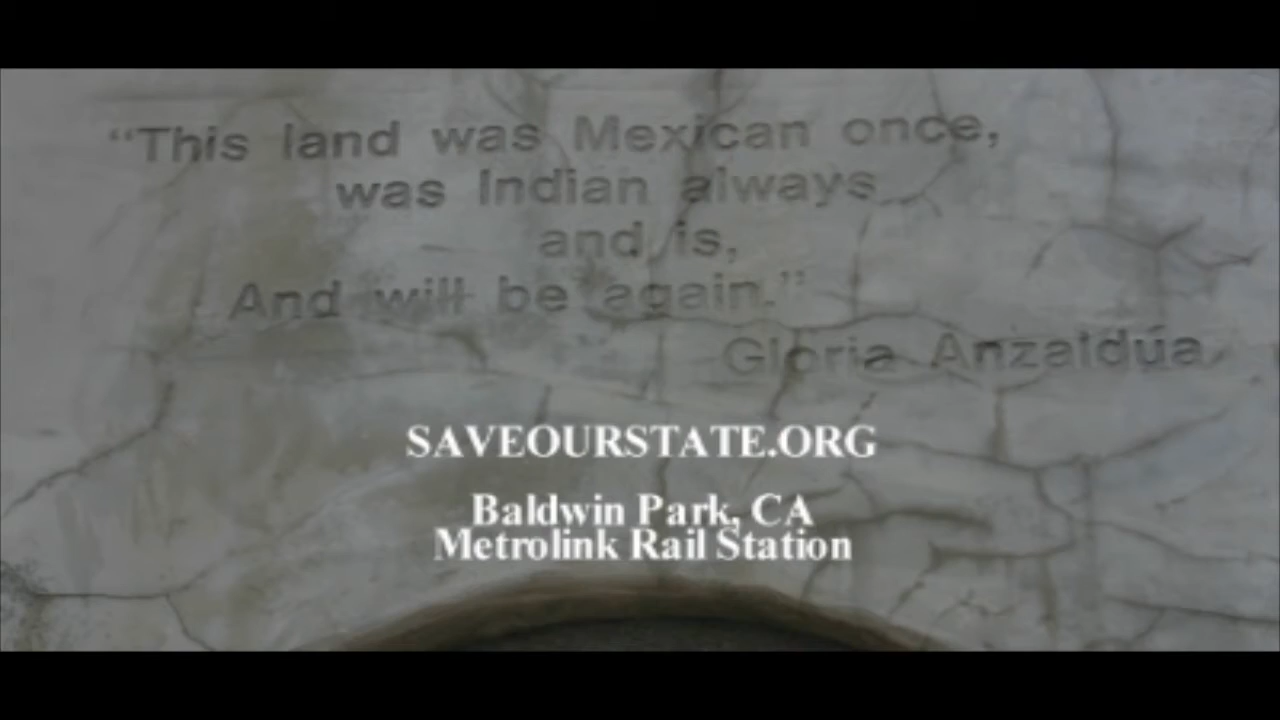 “This land was Mexican once,
was Indian always
and is,
And will be again.”
Gloria Anzaldúa
SAVEOURSTATE.ORG
Baldwin Park, CA
Metrolink Rail Station